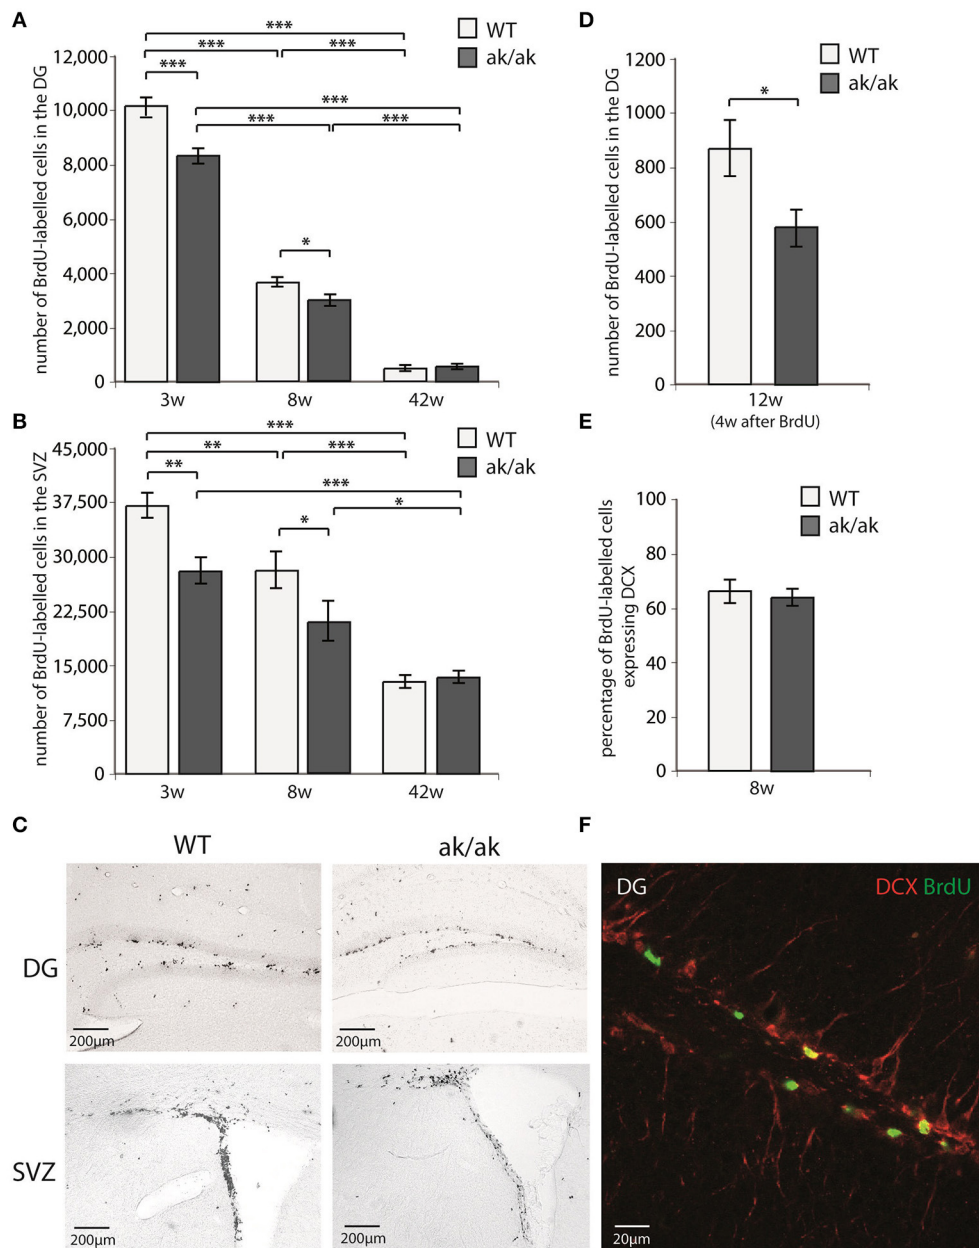 A
***
***
***
WT
ak/ak
***
***
***
***
*
number of BrdU-labelled cells in the DG
12,000
10,000
8,000
6,000
4,000
2,000
0
3w
8w
42w
B
***
**
***
WT
ak/ak
**
***
*
*
number of BrdU-labelled cells in the SVZ
45,000
37,500
30,000
22,500
15,000
7,500
0
3w
8w
42w
C
WT
ak/ak
DG
200µm
200µm
SVZ
200µm
200µm
D
WT
ak/ak
*
number of BrdU-labelled cells in the DG
1200
1000
800
600
400
200
0
12w
(4w after BrdU)
E
WT
ak/ak
percentage of BrdU-labelled cells
expressing DCX
100
80
60
40
20
0
8w
F
DG
DCX BrdU
20µm